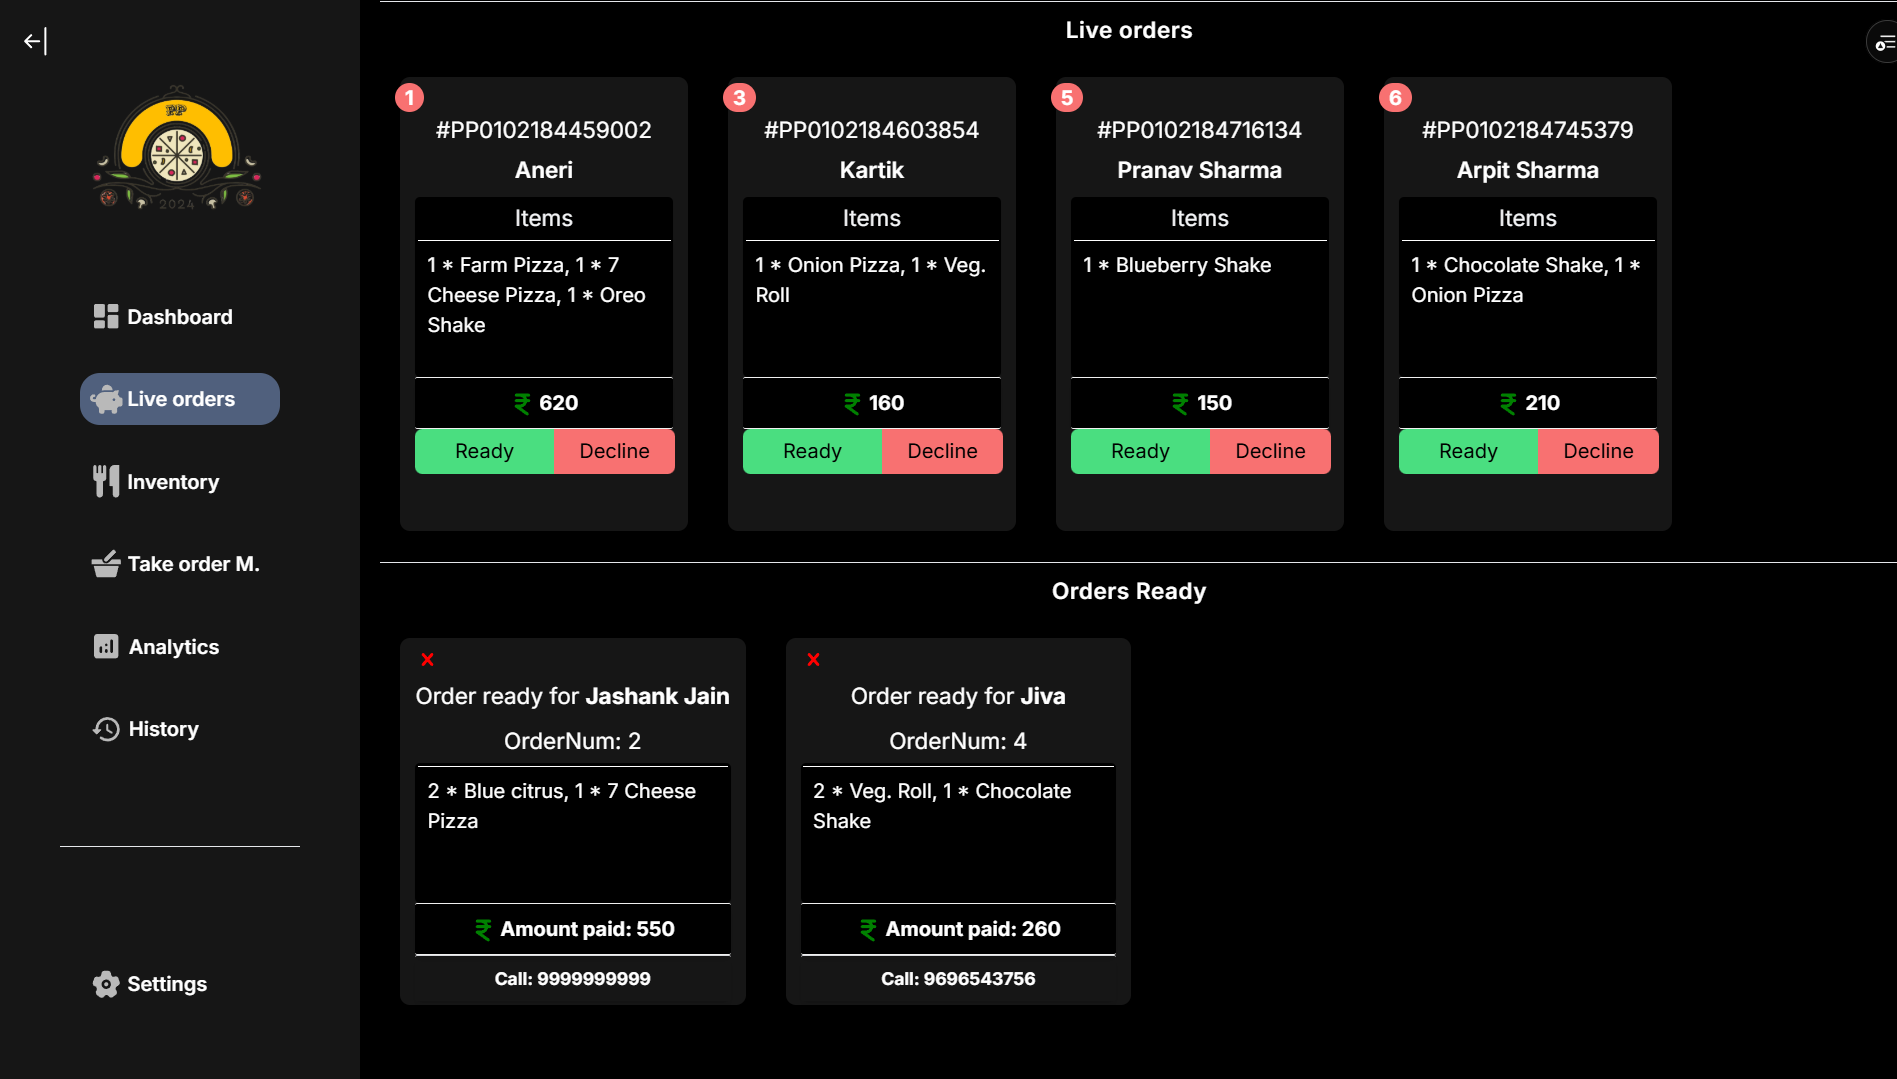 PP
2024
Dashboard
Live orders
Inventory
Take order M.
Analytics
History
Settings
Live orders
1
#PP0102184459002
Aneri
Items
1 * Farm Pizza, 1 * 7
Cheese Pizza, 1 * Oreo
Shake
₹ 620
Ready Decline
3
#PP0102184603854
Kartik
Items
1 * Onion Pizza, 1 * Veg.
Roll
₹ 160
Ready Decline
5
#PP0102184716134
Pranav Sharma
Items
1 * Blueberry Shake
₹ 150
Ready Decline
6
#PP0102184745379
Arpit Sharma
Items
1 * Chocolate Shake, 1 *
Onion Pizza
₹ 210
Ready Decline
Orders Ready
Order ready for Jashank Jain
OrderNum: 2
2 * Blue citrus, 1 * 7 Cheese
Pizza
₹ Amount paid: 550
Call: 9999999999
Order ready for Jiva
OrderNum: 4
2 * Veg. Roll, 1 * Chocolate
Shake
₹ Amount paid: 260
Call: 9696543756